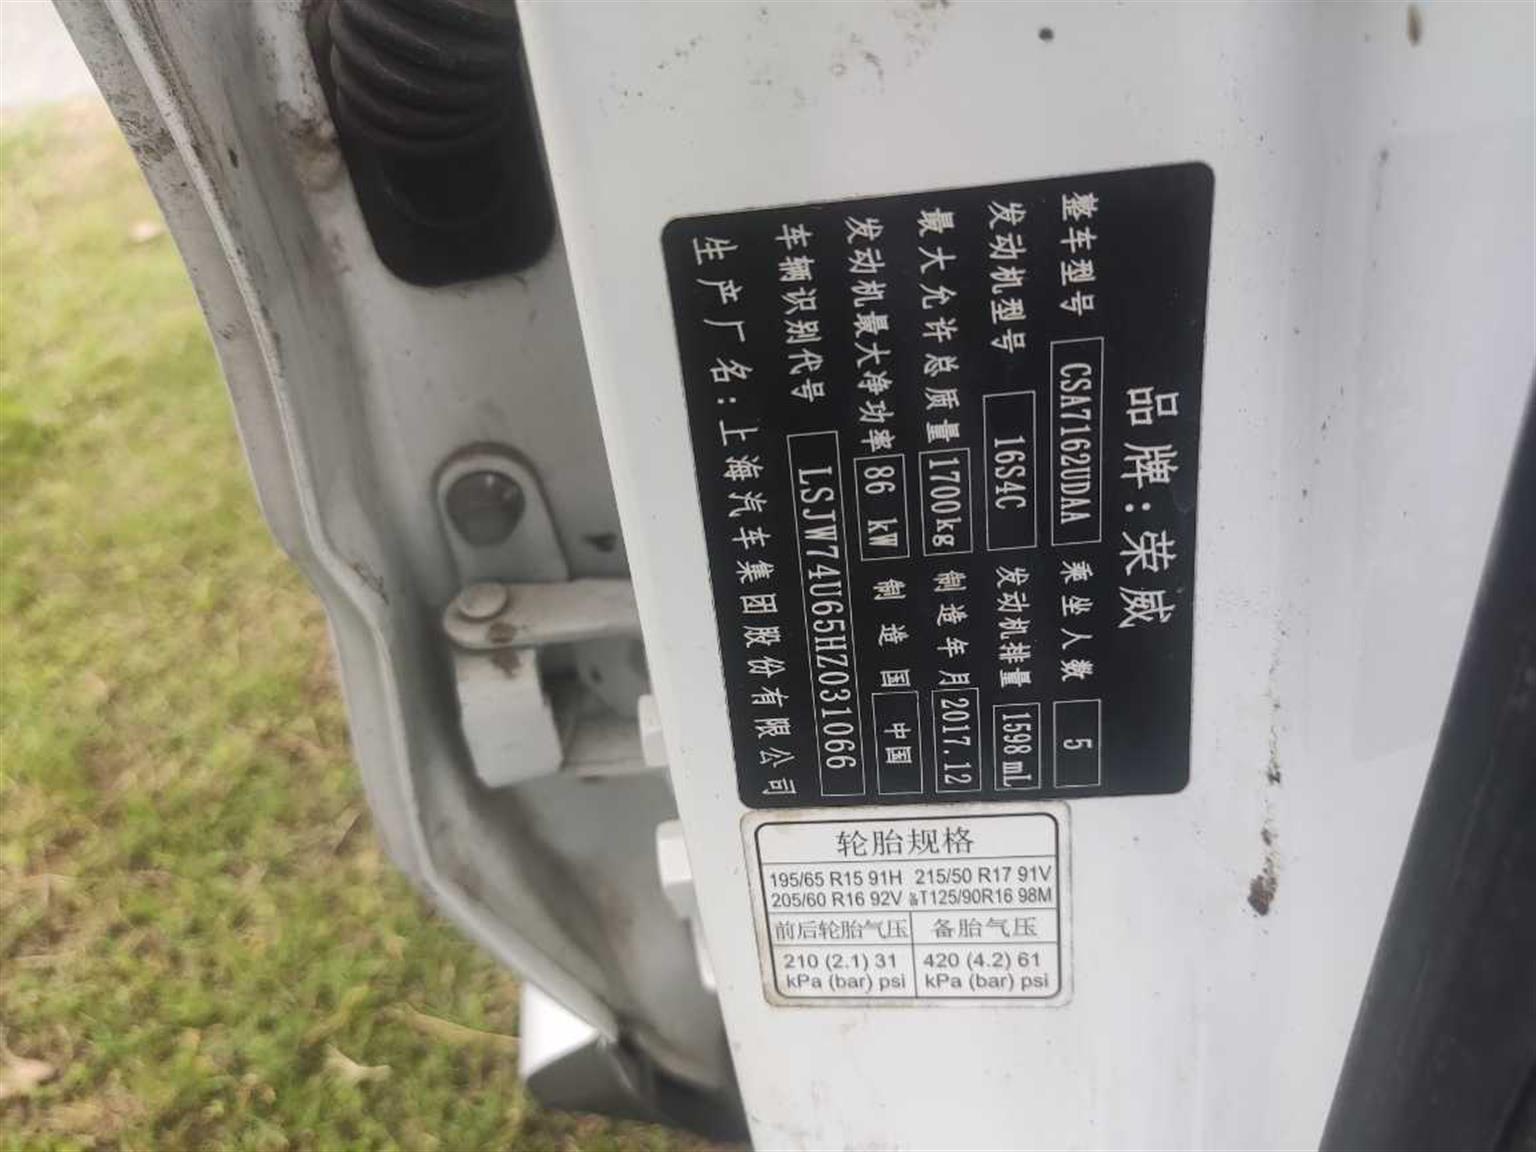 品牌：荣威
整车型号 CSA7162UDAA 乘坐人数 5
发动机型号 16S4C 发动机排量 1598mL
最大允许总质量 1700kg 制造年月 2017.12
发动机最大净功率 86 kW 制造国 中国
车辆识别代号 LSJW74U65HZ031066
生产厂名：上海汽车集团股份有限公司
轮胎规格
195/65 R15 91H 215/50 R17 91V
205/60 R16 92V &T125/90R16 98M
前后轮胎气压 备胎气压
210 (2.1) 31 420 (4.2) 61
kPa (bar) psi kPa (bar) psi